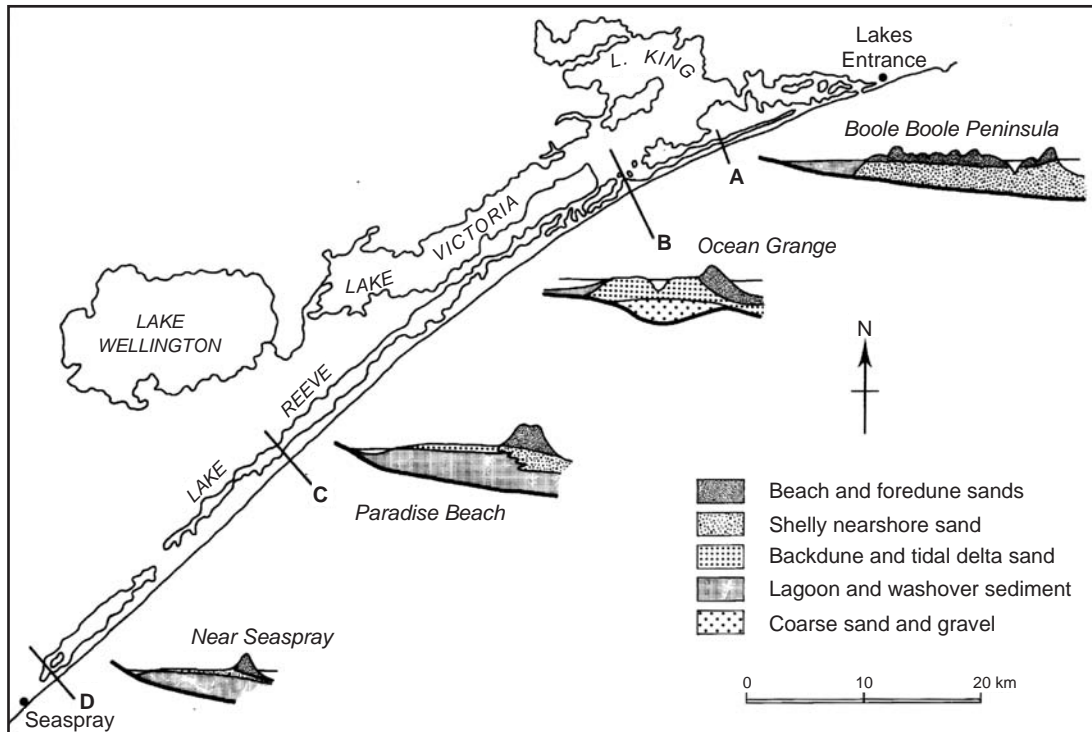 Lakes
Entrance
L. KING
Boole Boole Peninsula
A
VICTORIA
LAKE
B
Ocean Grange
LAKE
WELLINGTON
N
REEVE
LAKE
C
Paradise Beach
Beach and foredune sands
Shelly nearshore sand
Backdune and tidal delta sand
Lagoon and washover sediment
Coarse sand and gravel
Near Seaspray
D
Seaspray
0 10 20 km